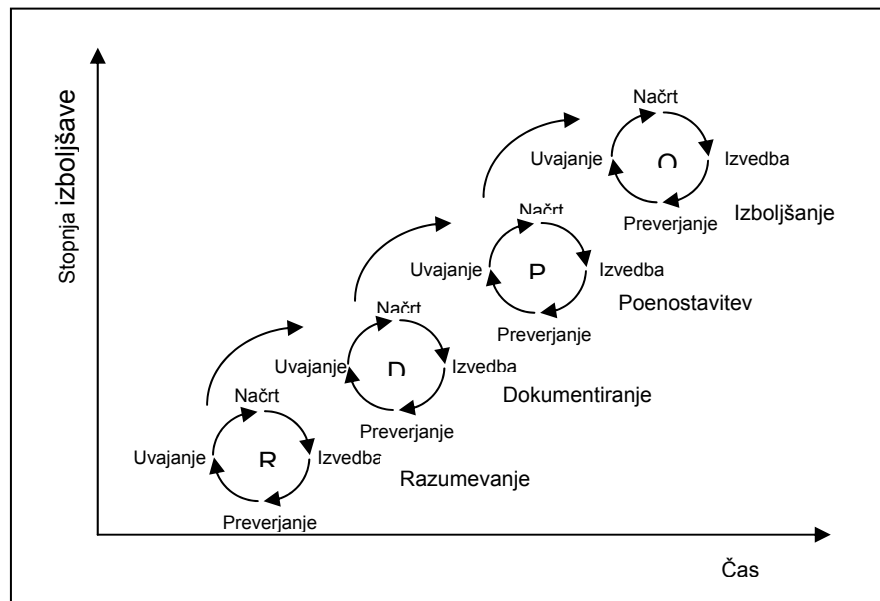 Stopnja izboljšave
Načrt
Uvajanje
Izvedba
Preverjanje
Izboljšanje
Načrt
Uvajanje
P
Izvedba
Preverjanje
Poenostavitev
Načrt
Uvajanje
D
Izvedba
Preverjanje
Dokumentiranje
Načrt
Uvajanje
R
Izvedba
Preverjanje
Razumevanje
Čas